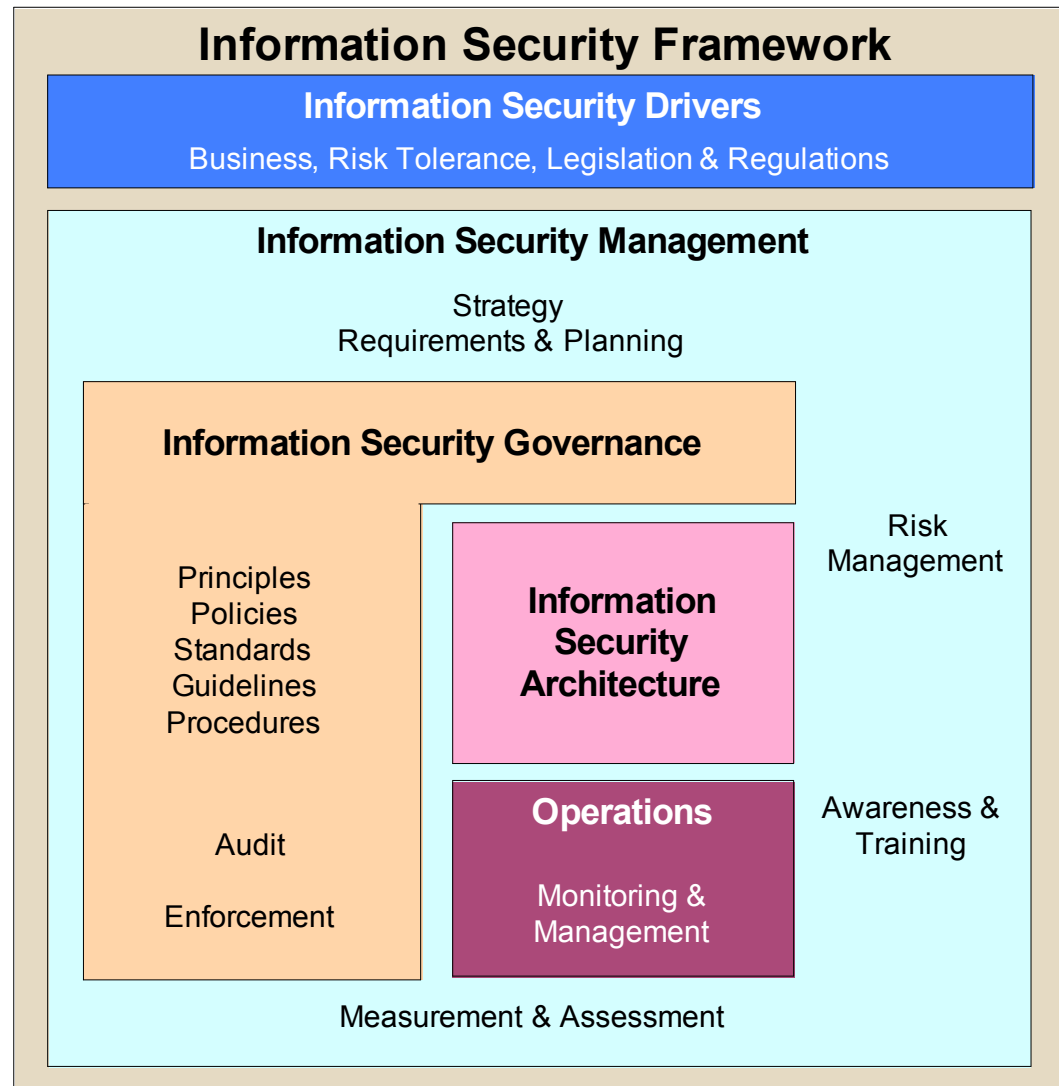 Information Security Framework
Information Security Drivers
Business, Risk Tolerance, Legislation & Regulations
Information Security Management
Strategy
Requirements & Planning
Information Security Governance
Principles
Policies
Standards
Guidelines
Procedures
Audit
Enforcement
Information
Security
Architecture
Operations
Monitoring &
Management
Risk
Management
Awareness &
Training
Measurement & Assessment